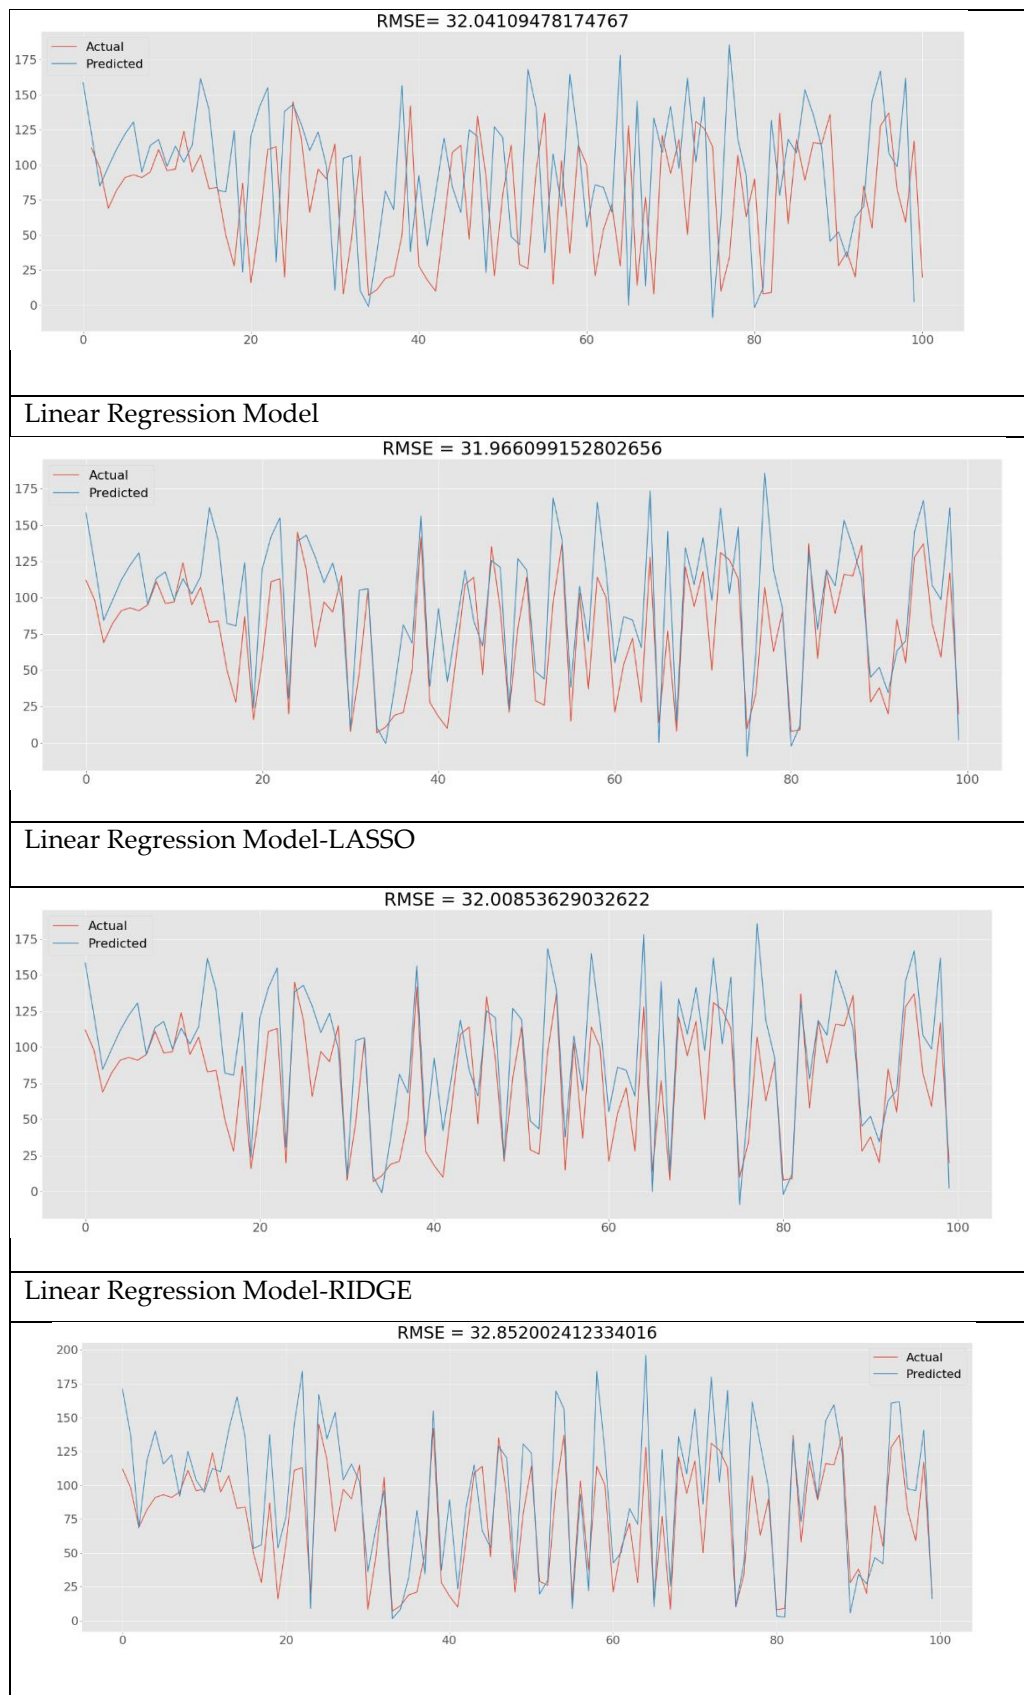 RMSE= 32.04109478174767
Actual
Predicted
175
150
125
100
75
50
25
0
0 20 40 60 80 100
Linear Regression Model
RMSE = 31.966099152802656
Actual
Predicted
175
150
125
100
75
50
25
0
0 20 40 60 80 100
Linear Regression Model-LASSO
RMSE = 32.00853629032622
Actual
Predicted
175
150
125
100
75
50
25
0
0 20 40 60 80 100
Linear Regression Model-RIDGE
RMSE = 32.852002412334016
Actual
Predicted
200
175
150
125
100
75
50
25
0
0 20 40 60 80 100